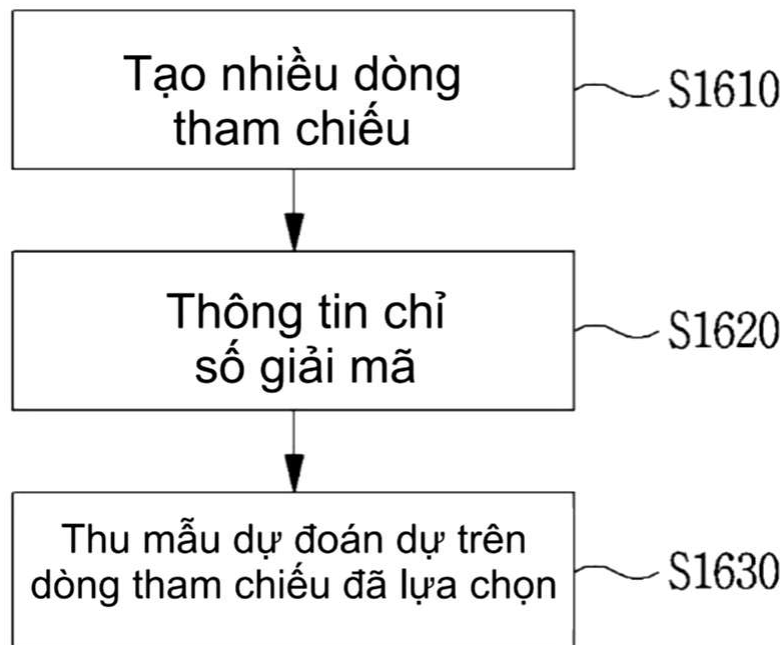 Tạo nhiều dòng
tham chiếu
S1610
Thông tin chỉ
số giải mã
S1620
Thu mẫu dự đoán dự trên
dòng tham chiếu đã lựa chọn
S1630